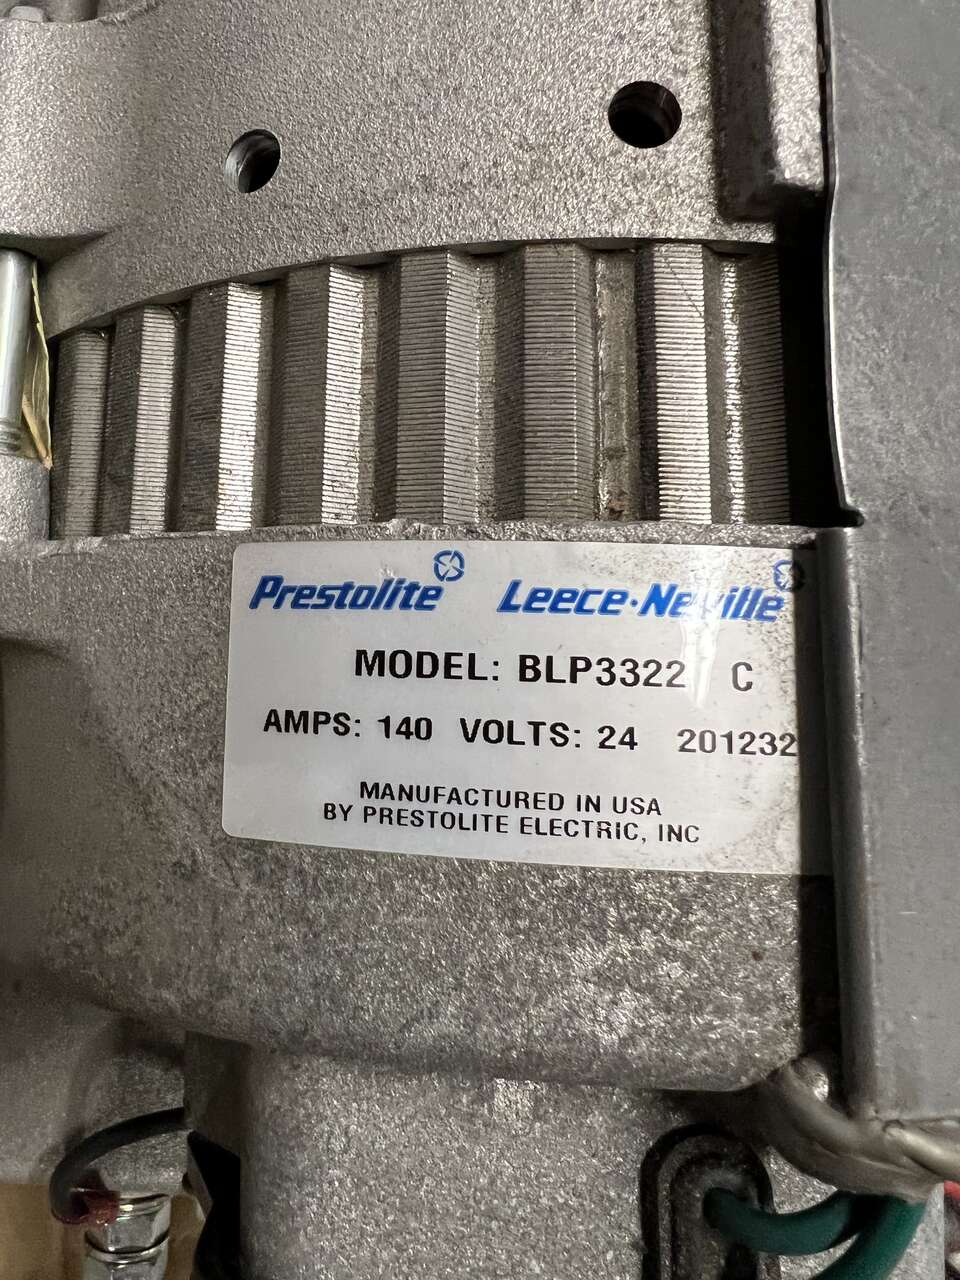 Prestolite Leece-Neville
MODEL: BLP3322 C
AMPS: 140 VOLTS: 24 201232
MANUFACTURED IN USA
BY PRESTOLITE ELECTRIC, INC